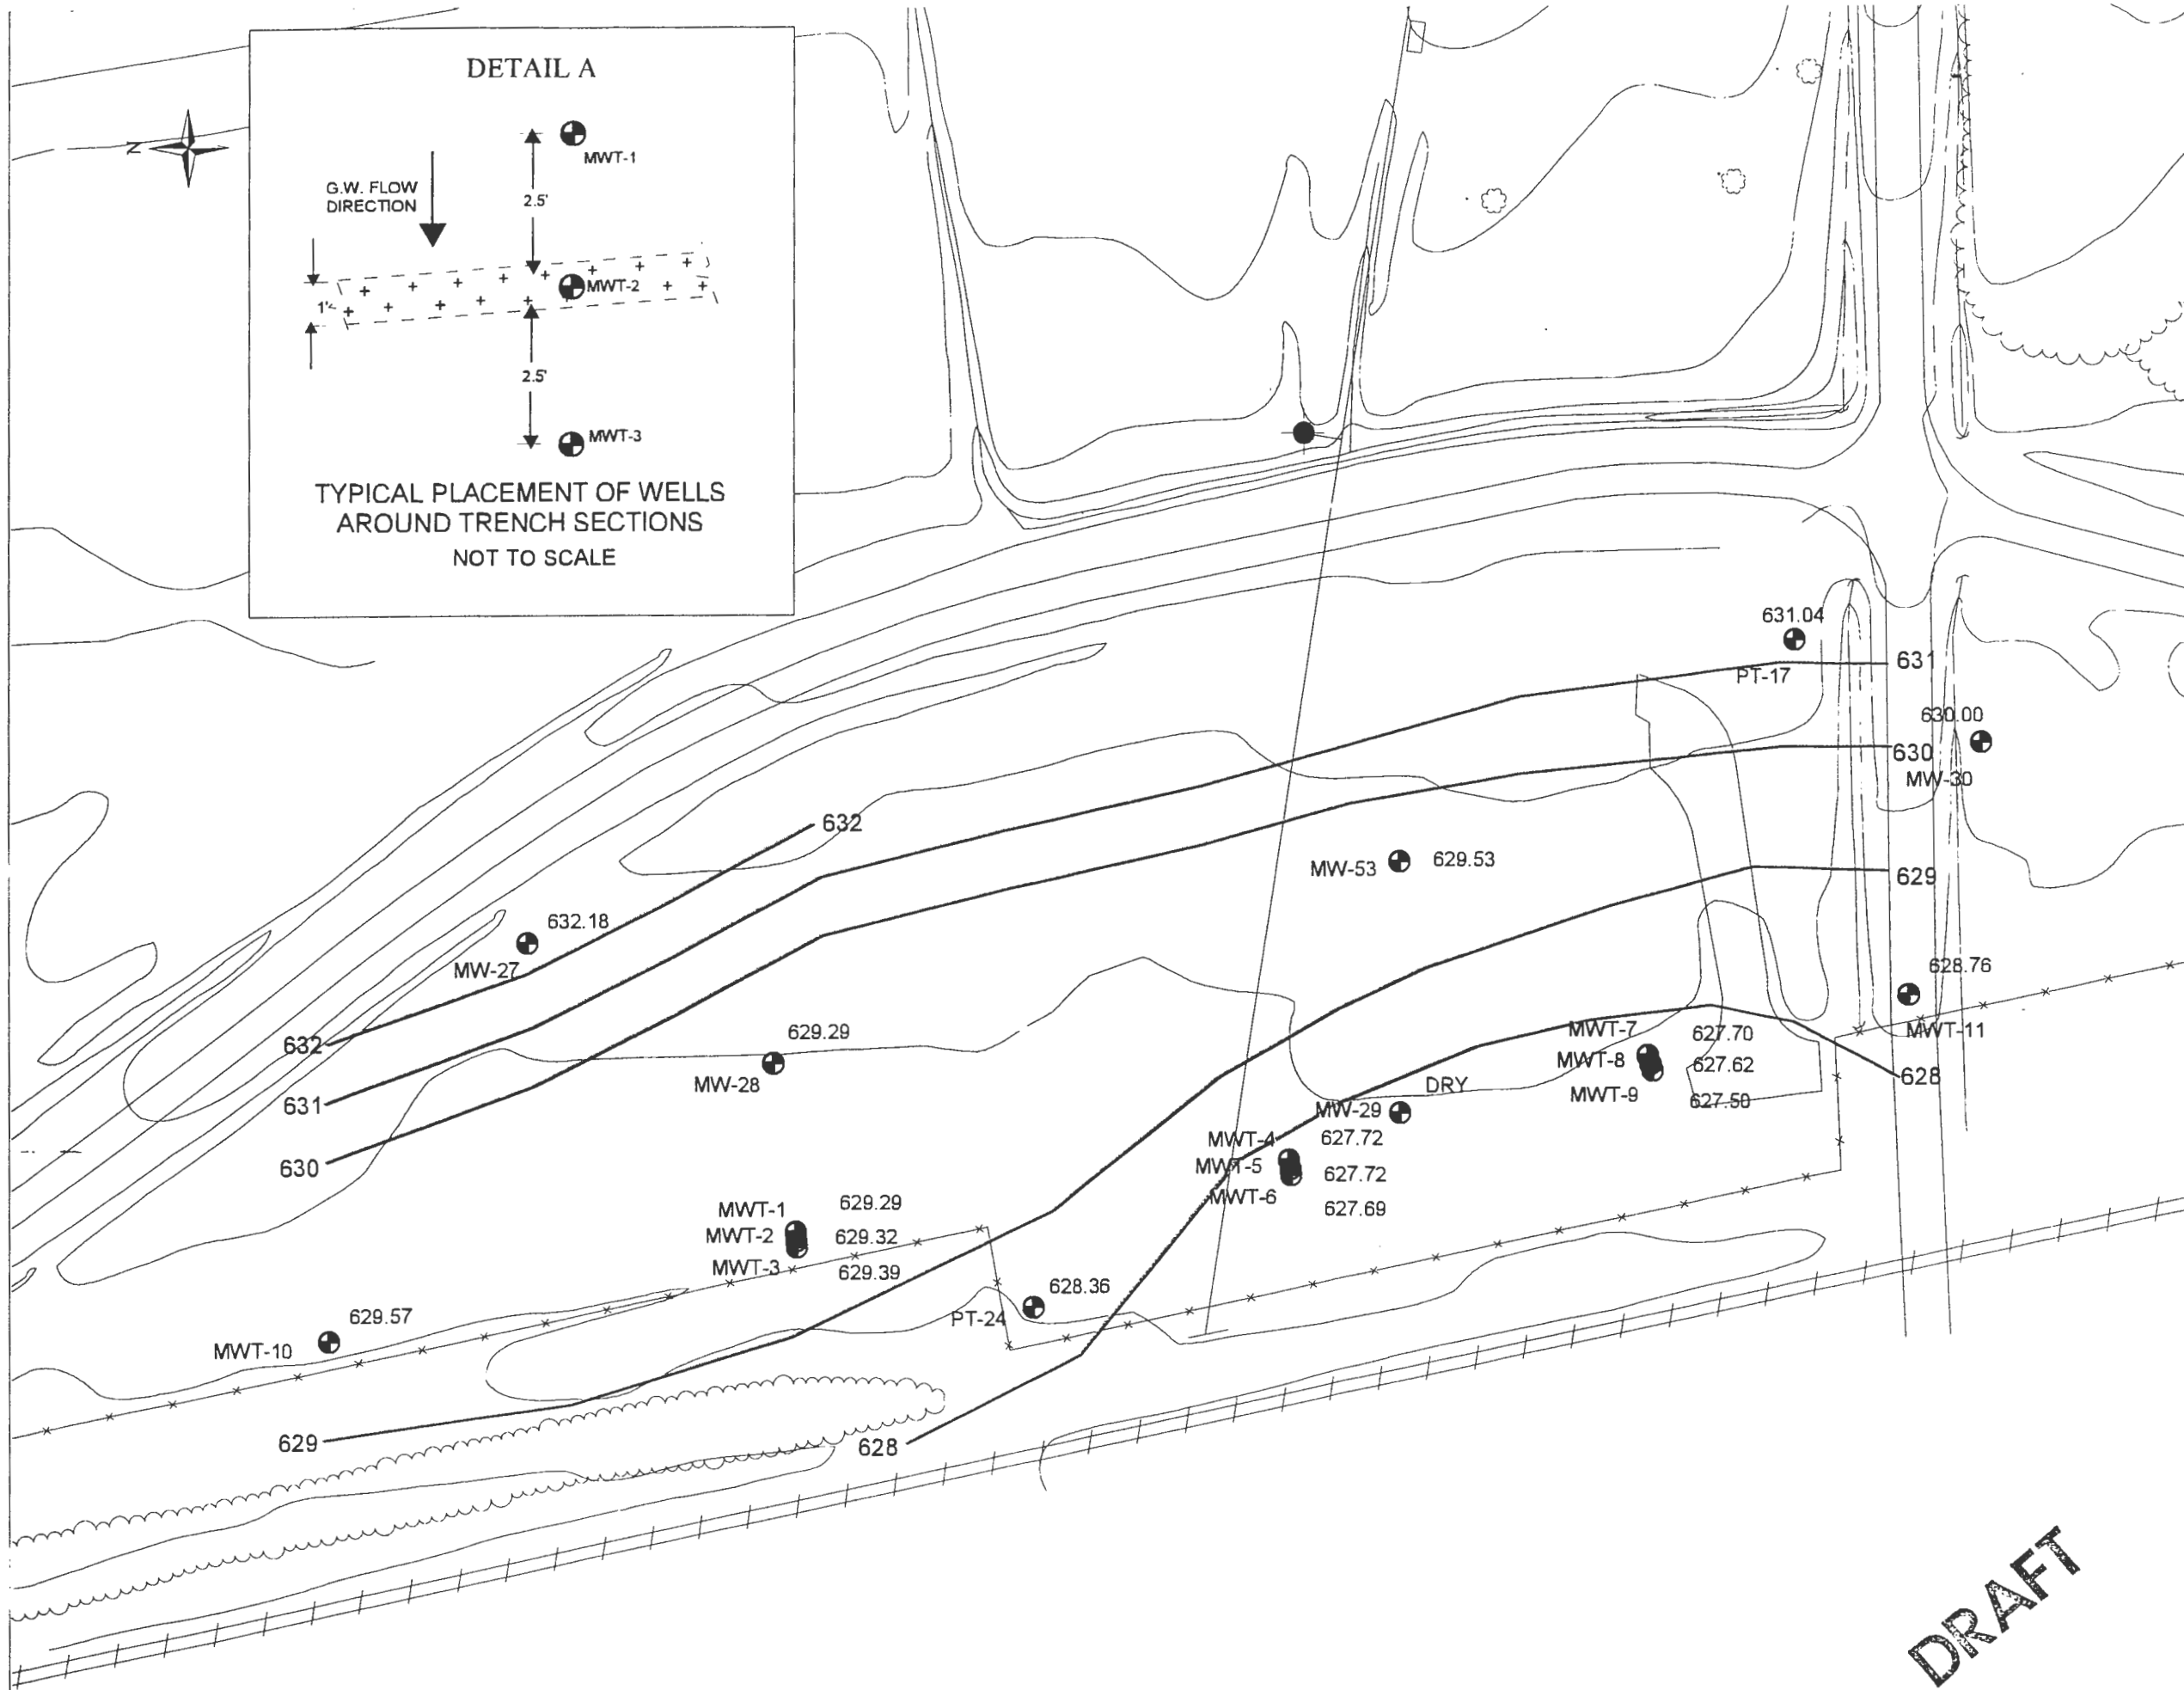 DETAIL A
N
MWT-1
G.W. FLOW
DIRECTION
2.5'
MWT-2
1'
2.5'
MWT-3
TYPICAL PLACEMENT OF WELLS
AROUND TRENCH SECTIONS
NOT TO SCALE
631.04
631
PT-17
630.00
630
MW-30
632
MW-53
629.53
629
632.18
MW-27
628.76
MWT-11
632
629.29
MW-28
MWT-7
627.70
MWT-8
627.62
MWT-9
627.50
628
631
DRY
MW-29
MWT-4
627.72
MWT-5
627.72
MWT-6
627.69
630
MWT-1
629.29
MWT-2
629.32
MWT-3
629.39
628.36
PT-24
629.57
MWT-10
629
628
DRAFT